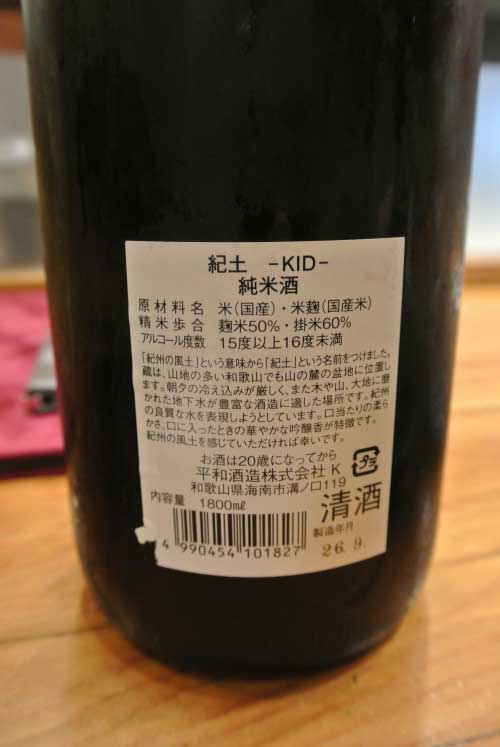 紀土 -KID-
純米酒
原材料名 米(国産)・米麹(国産米)
精米歩合 麹米50%・掛米60%
アルコール度数 15度以上16度未満
「紀州の風土」という意味から「紀土」という名前をつけました。
蔵は、山地の多い和歌山でも山の麓の盆地に位置し
ます。朝夕の冷え込みが厳しく、また木や山、大地に磨
かれた地下水が豊富な酒造に適した場所です。紀州
の良質な水を表現しようとしています。口当たりの柔ら
かさ、口に入ったときの華やかな吟醸香が特徴です。
紀州の風土を感じていただければ幸いです。
お酒は20歳になってから
平和酒造株式会社 K
和歌山県海南市溝ノ口119
プラ
内容量 1800㎖
清酒
製造年月
26.9.
4 990454 101827